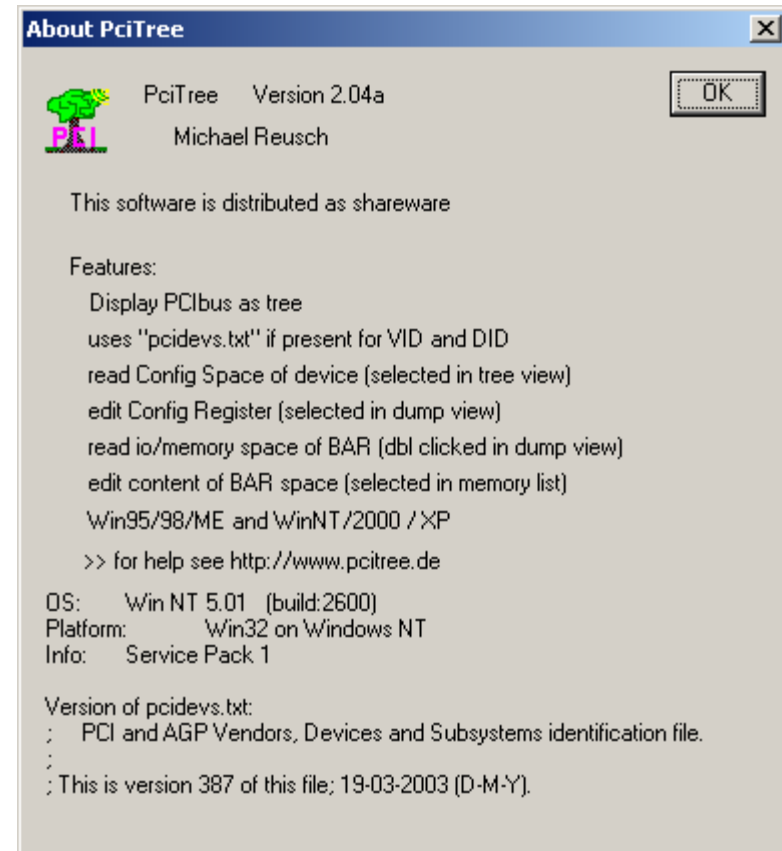 About PciTree
PciTree Version 2.04a
OK
PCI
Michael Reusch
This software is distributed as shareware
Features:
Display PCIbus as tree
uses "pcidevs.txt" if present for VID and DID
read Config Space of device (selected in tree view)
edit Config Register (selected in dump view)
read io/memory space of BAR (dbl clicked in dump view)
edit content of BAR space (selected in memory list)
Win95/98/ME and WinNT/2000 / XP
>> for help see http://www.pcitree.de
OS: Win NT 5.01 (build:2600)
Platform: Win32 on Windows NT
Info: Service Pack 1
Version of pcidevs.txt:
; PCI and AGP Vendors, Devices and Subsystems identification file.
;
; This is version 387 of this file; 19-03-2003 (D-M-Y).